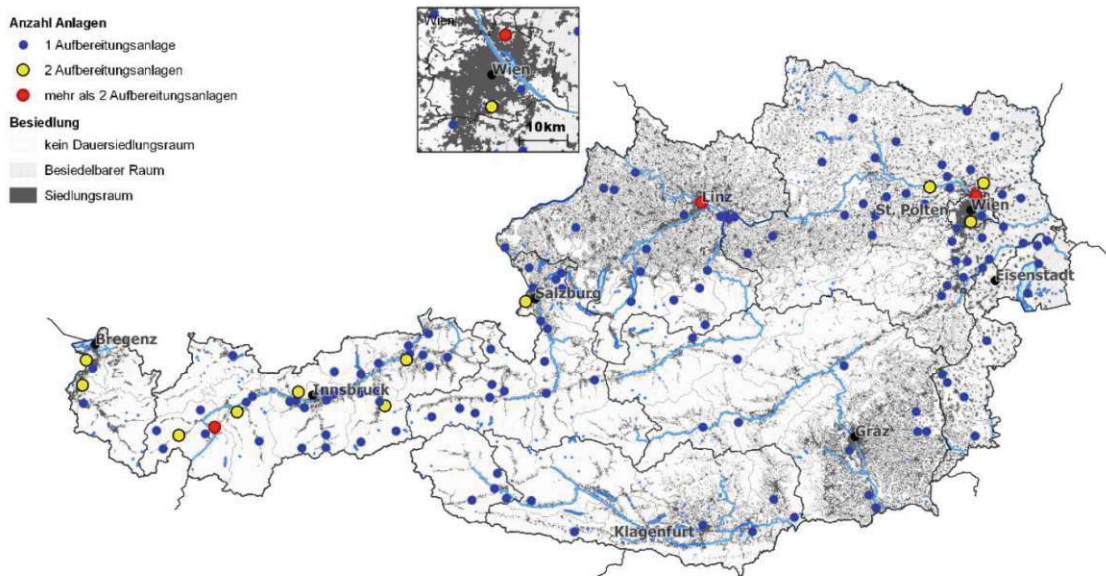 Anzahl Anlagen
1 Aufbereitungsanlage
2 Aufbereitungsanlagen
mehr als 2 Aufbereitungsanlagen
Besiedlung
kein Dauersiedlungsraum
Besiedelbarer Raum
Siedlungsraum
Wien
Wien
10km
Linz
St. Pölten
Wien
Eisenstadt
Salzburg
Bregenz
Innsbruck
Graz
Klagenfurt